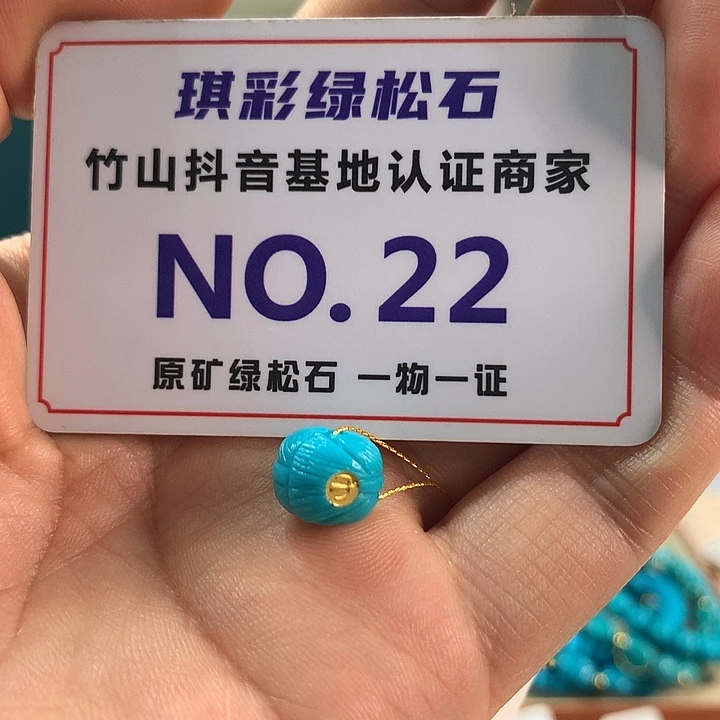 琪彩绿松石
竹山抖音基地认证商家
NO. 22
原矿绿松石 一物一证